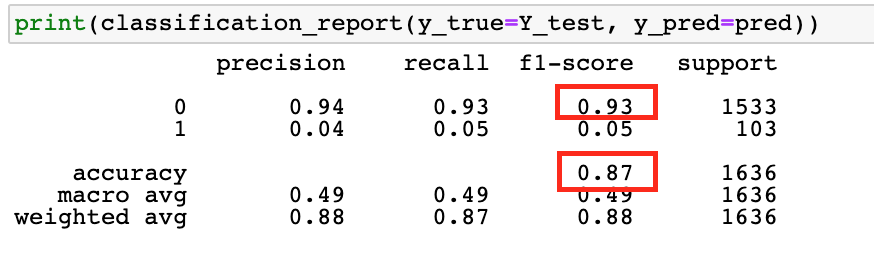 print(classification_report(y_true=Y_test, y_pred=pred))
precision recall f1-score support
0 0.94 0.93 0.93 1533
1 0.04 0.05 0.05 103
accuracy 0.87 1636
macro avg 0.49 0.49 0.49 1636
weighted avg 0.88 0.87 0.88 1636